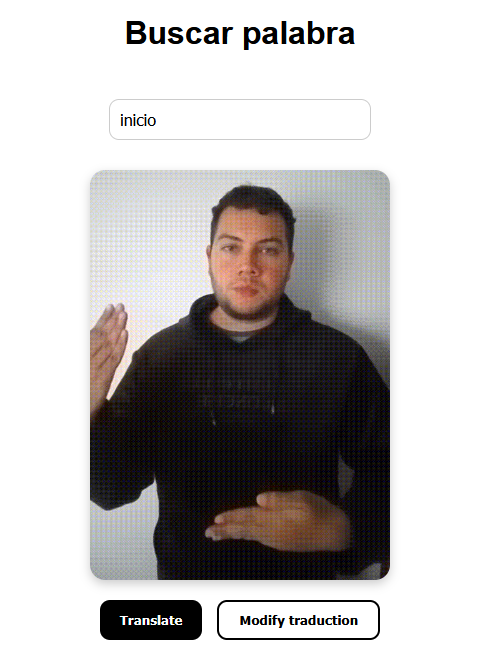 Buscar palabra
inicio
Translate
Modify traduction